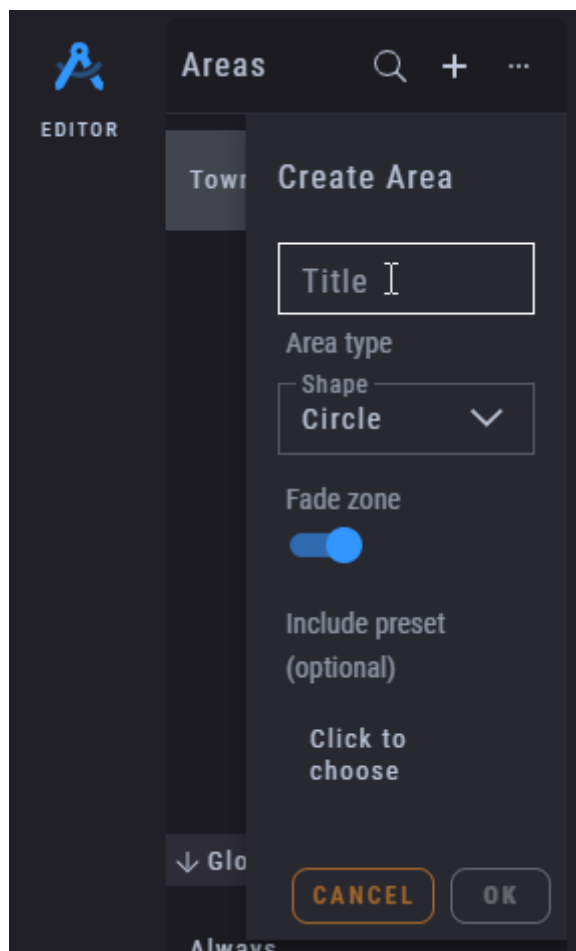 Areas
EDITOR
Create Area
Title
Area type
Shape
Circle
Fade zone
Include preset
(optional)
Click to
choose
Glo
CANCEL
OK
Always